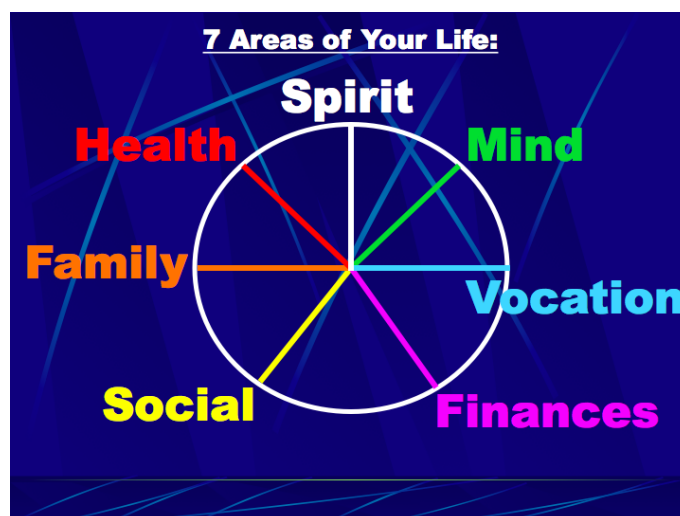 7 Areas of Your Life:
Spirit
Health
Mind
Family
Vocation
Social
Finances